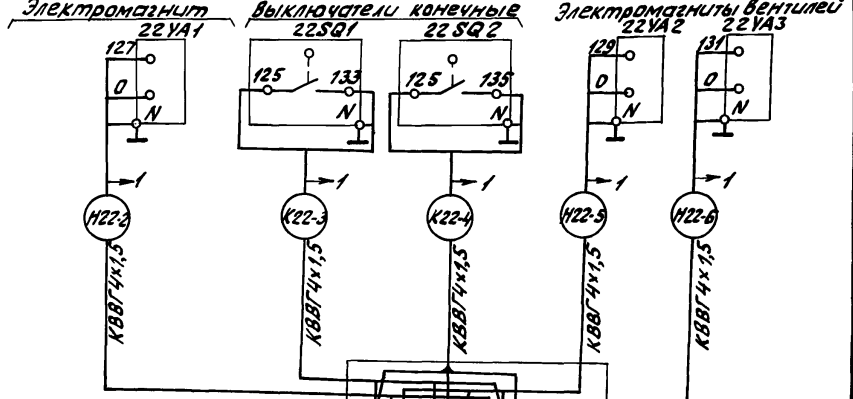 Электромагнит
Выключатели конечные
Электромагниты вентилей
22YA1
22SQ1
22SQ2
22YA2
22YA3
127
0
N
125
133
N
125
135
N
129
0
N
131
0
N
1
1
1
1
1
Н22-2
К22-3
К22-4
Н22-5
Н22-6
КВВГ4х1,5
КВВГ4х1,5
КВВГ4х1,5
КВВГ4х1,5
КВВГ4х1,5